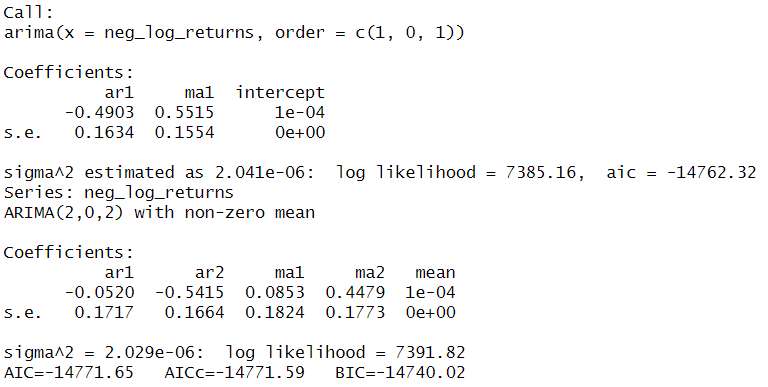 Call:
arima(x = neg_log_returns, order = c(1, 0, 1))
Coefficients:
ar1 ma1 intercept
-0.4903 0.5515 1e-04
s.e. 0.1634 0.1554 0e+00
sigma^2 estimated as 2.041e-06: log likelihood = 7385.16, aic = -14762.32
Series: neg_log_returns
ARIMA(2,0,2) with non-zero mean
Coefficients:
ar1 ar2 ma1 ma2 mean
-0.0520 -0.5415 0.0853 0.4479 1e-04
s.e. 0.1717 0.1664 0.1824 0.1773 0e+00
sigma^2 = 2.029e-06: log likelihood = 7391.82
AIC=-14771.65 AICc=-14771.59 BIC=-14740.02